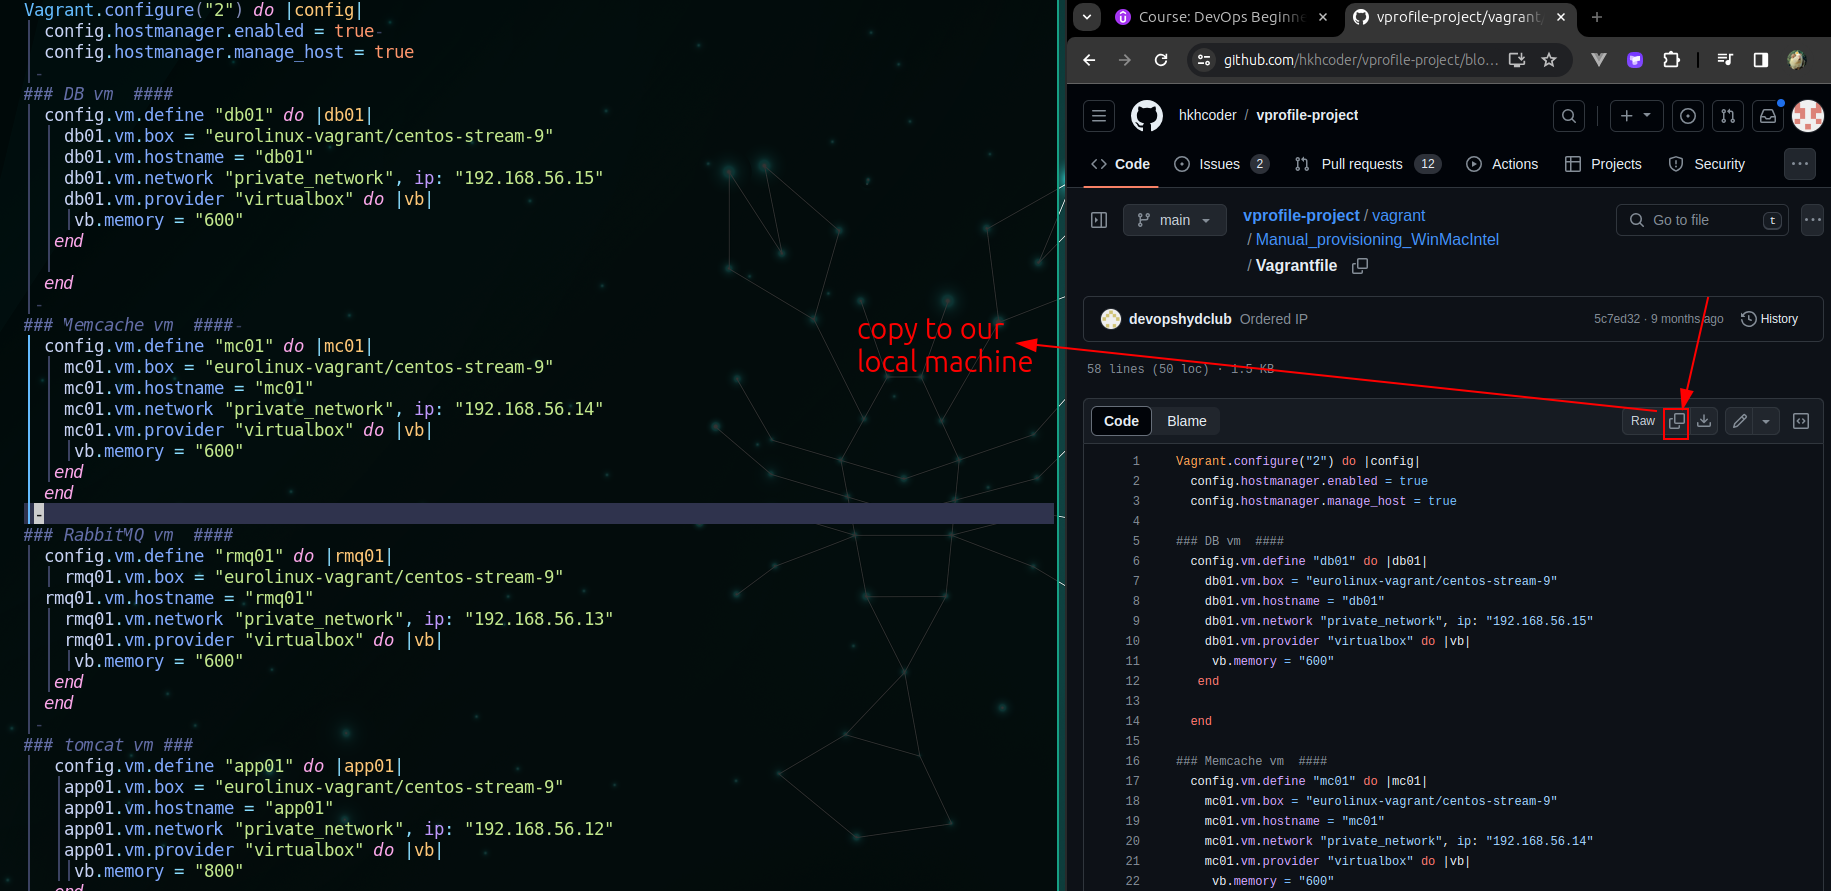 Vagrant.configure("2") do |config|
config.hostmanager.enabled = true-
config.hostmanager.manage_host = true
-
### DB vm  ####
config.vm.define "db01" do |db01|
db01.vm.box = "eurolinux-vagrant/centos-stream-9"
db01.vm.hostname = "db01"
db01.vm.network "private_network", ip: "192.168.56.15"
db01.vm.provider "virtualbox" do |vb|
vb.memory = "600"
end
end
-
### Memcache vm  ####-
config.vm.define "mc01" do |mc01|
mc01.vm.box = "eurolinux-vagrant/centos-stream-9"
mc01.vm.hostname = "mc01"
mc01.vm.network "private_network", ip: "192.168.56.14"
mc01.vm.provider "virtualbox" do |vb|
vb.memory = "600"
end
end
-
### RabbitMQ vm  ####
config.vm.define "rmq01" do |rmq01|
rmq01.vm.box = "eurolinux-vagrant/centos-stream-9"
rmq01.vm.hostname = "rmq01"
rmq01.vm.network "private_network", ip: "192.168.56.13"
rmq01.vm.provider "virtualbox" do |vb|
vb.memory = "600"
end
end
-
### tomcat vm ###
config.vm.define "app01" do |app01|
app01.vm.box = "eurolinux-vagrant/centos-stream-9"
app01.vm.hostname = "app01"
app01.vm.network "private_network", ip: "192.168.56.12"
app01.vm.provider "virtualbox" do |vb|
vb.memory = "800"
end
copy to our
local machine
Course: DevOps Beginne
vprofile-project/vagrant/
github.com/hkhcoder/vprofile-project/blo...
hkhcoder / vprofile-project
Code
Issues 2
Pull requests 12
Actions
Projects
Security
main
vprofile-project / vagrant
/ Manual_provisioning_WinMacIntel
/ Vagrantfile
Go to file t
devopshydclub Ordered IP
5c7ed32 · 9 months ago
History
58 lines (50 loc) · 1.5 KB
Code Blame
Raw
1 Vagrant.configure("2") do |config|
2 config.hostmanager.enabled = true
3 config.hostmanager.manage_host = true
4
5 ### DB vm  ####
6 config.vm.define "db01" do |db01|
7 db01.vm.box = "eurolinux-vagrant/centos-stream-9"
8 db01.vm.hostname = "db01"
9 db01.vm.network "private_network", ip: "192.168.56.15"
10 db01.vm.provider "virtualbox" do |vb|
11 vb.memory = "600"
12 end
13
14 end
15
16 ### Memcache vm  ####
17 config.vm.define "mc01" do |mc01|
18 mc01.vm.box = "eurolinux-vagrant/centos-stream-9"
19 mc01.vm.hostname = "mc01"
20 mc01.vm.network "private_network", ip: "192.168.56.14"
21 mc01.vm.provider "virtualbox" do |vb|
22 vb.memory = "600"